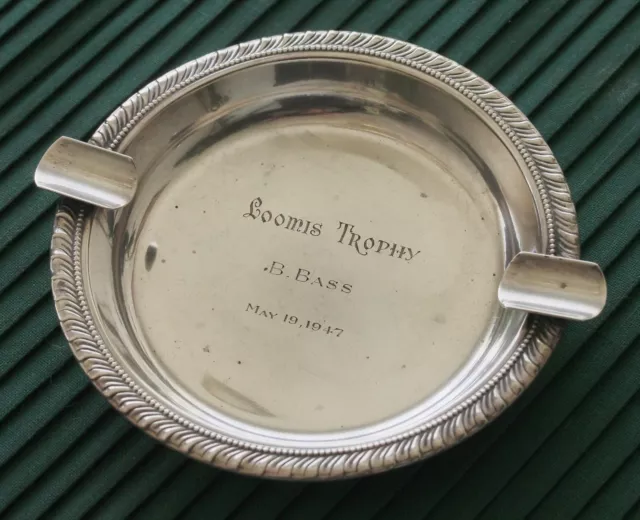 Loomis Trophy
B. Bass
May 19, 1947